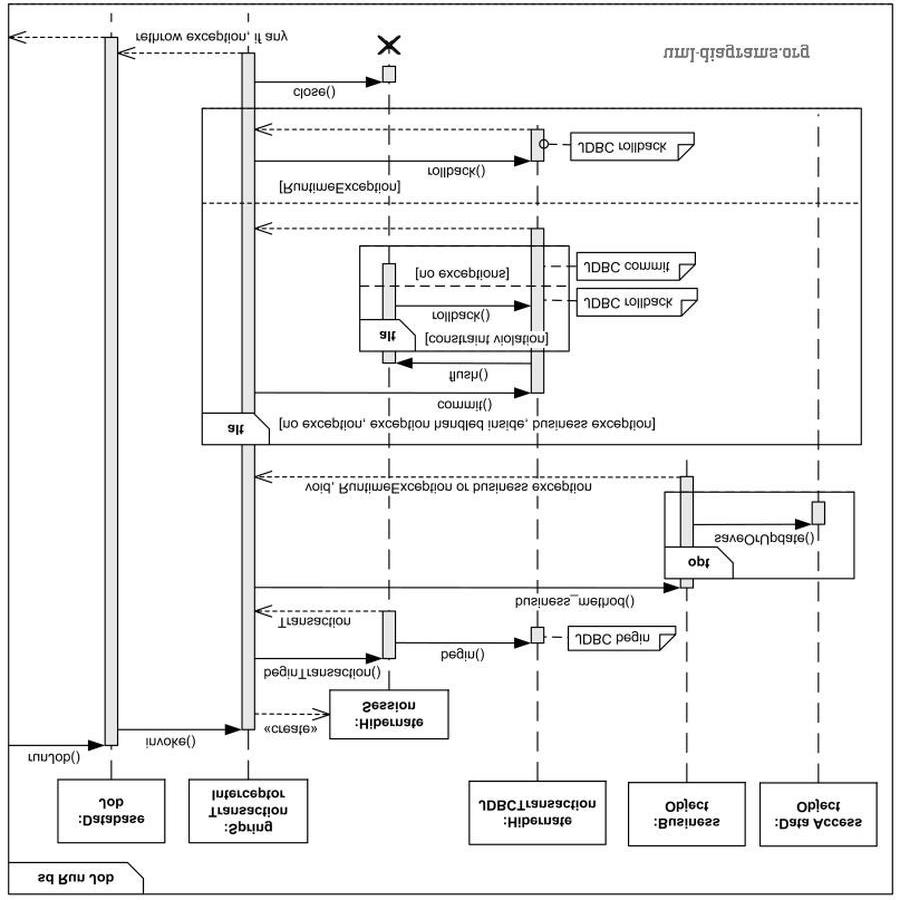 sd Run Job
:Database
Job
:Spring
Transaction
Interceptor
:Hibernate
JDBCTransaction
:Business
Object
:Data Access
Object
runJob()
invoke()
«create»
:Hibernate
Session
beginTransaction()
begin()
JDBC begin
Transaction
business_method()
opt
saveOrUpdate()
void, RuntimeException or business exception
alt
[no exception, exception handled inside, business exception]
commit()
flush()
alt
[constraint violation]
rollback()
JDBC rollback
[no exceptions]
JDBC commit
[RuntimeException]
rollback()
JDBC rollback
close()
rethrow exception, if any
uml-diagrams.org